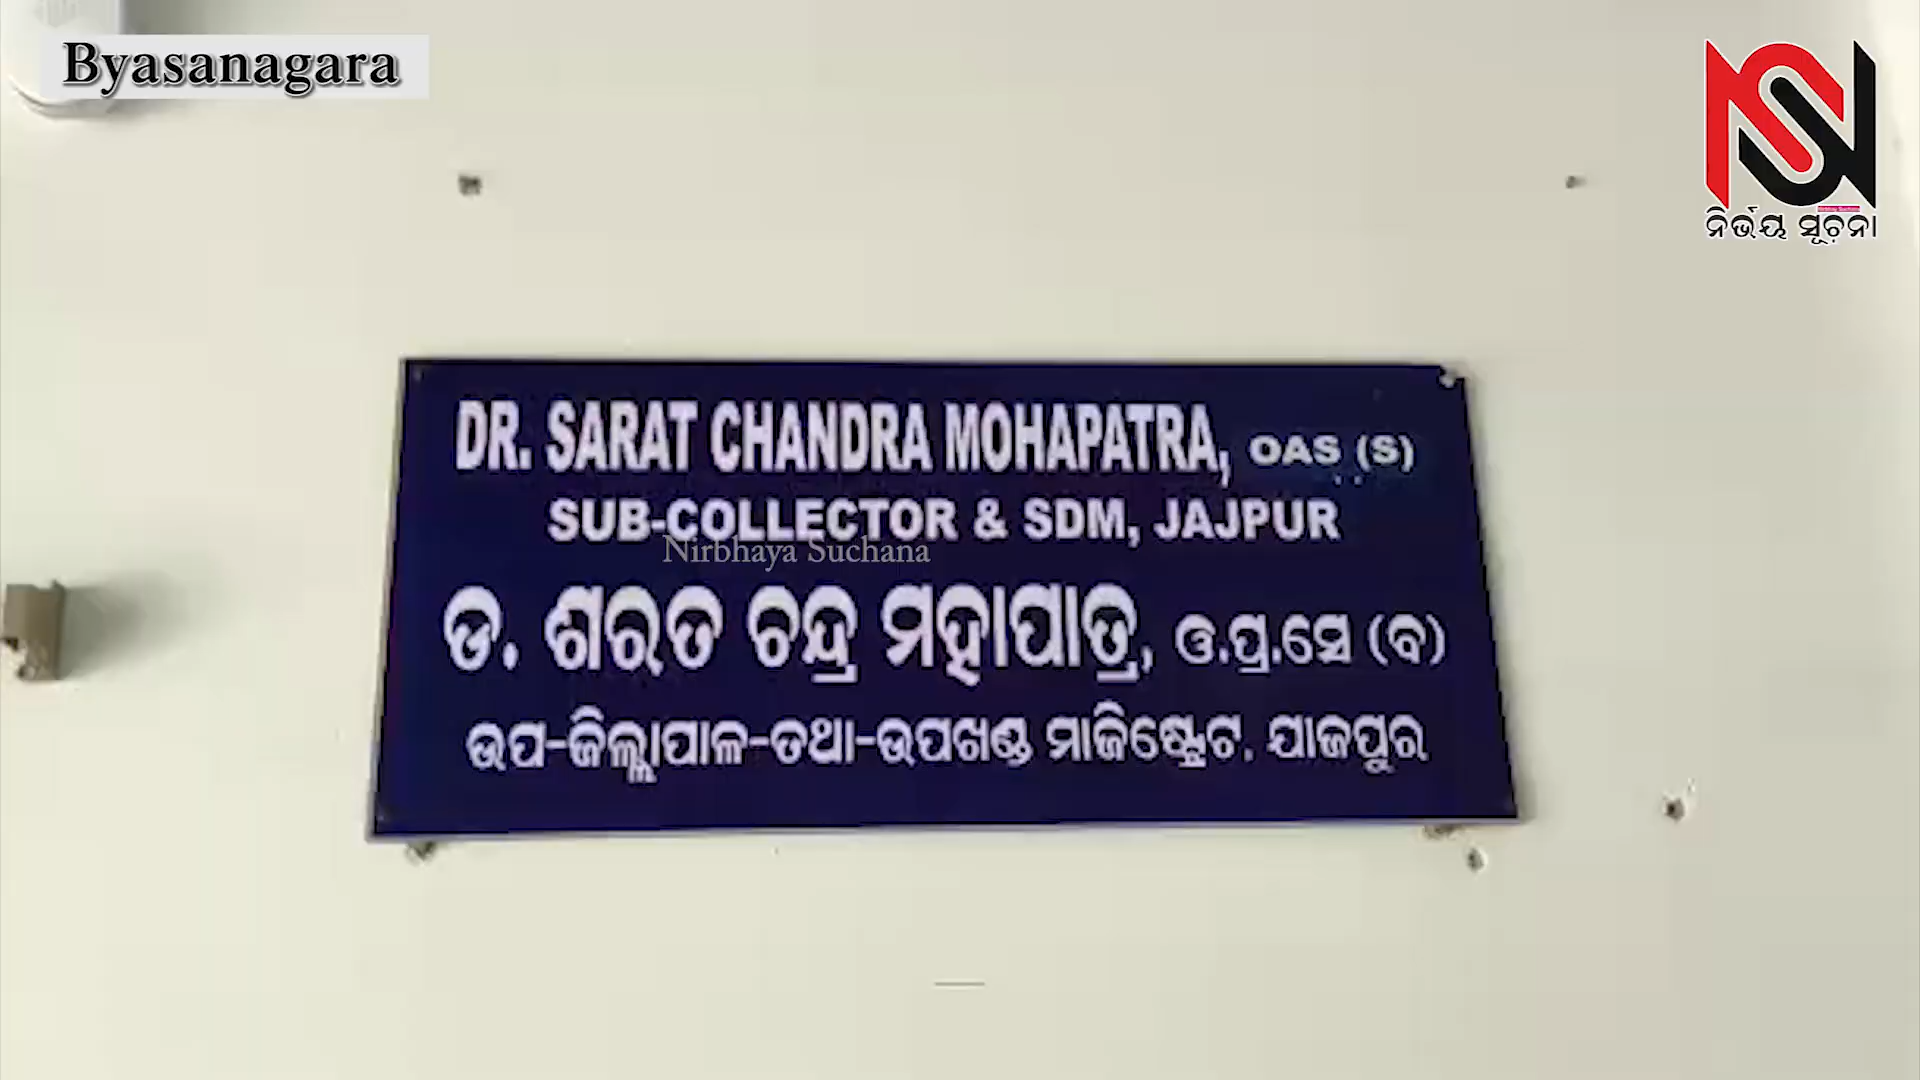 Byasanagara
ନିର୍ଭୟ ସୂଚନା
DR. SARAT CHANDRA MOHAPATRA, OAS (S)
SUB-COLLECTOR & SDM, JAJPUR
Nirbhaya Suchana
ଡ. ଶରତ ଚନ୍ଦ୍ର ମହାପାତ୍ର, ଓ.ପ୍ର.ସେ (ବ)
ଉପ-ଜିଲ୍ଲାପାଳ-ତଥା-ଉପଖଣ୍ଡ ମାଜିଷ୍ଟ୍ରେଟ, ଯାଜପୁର